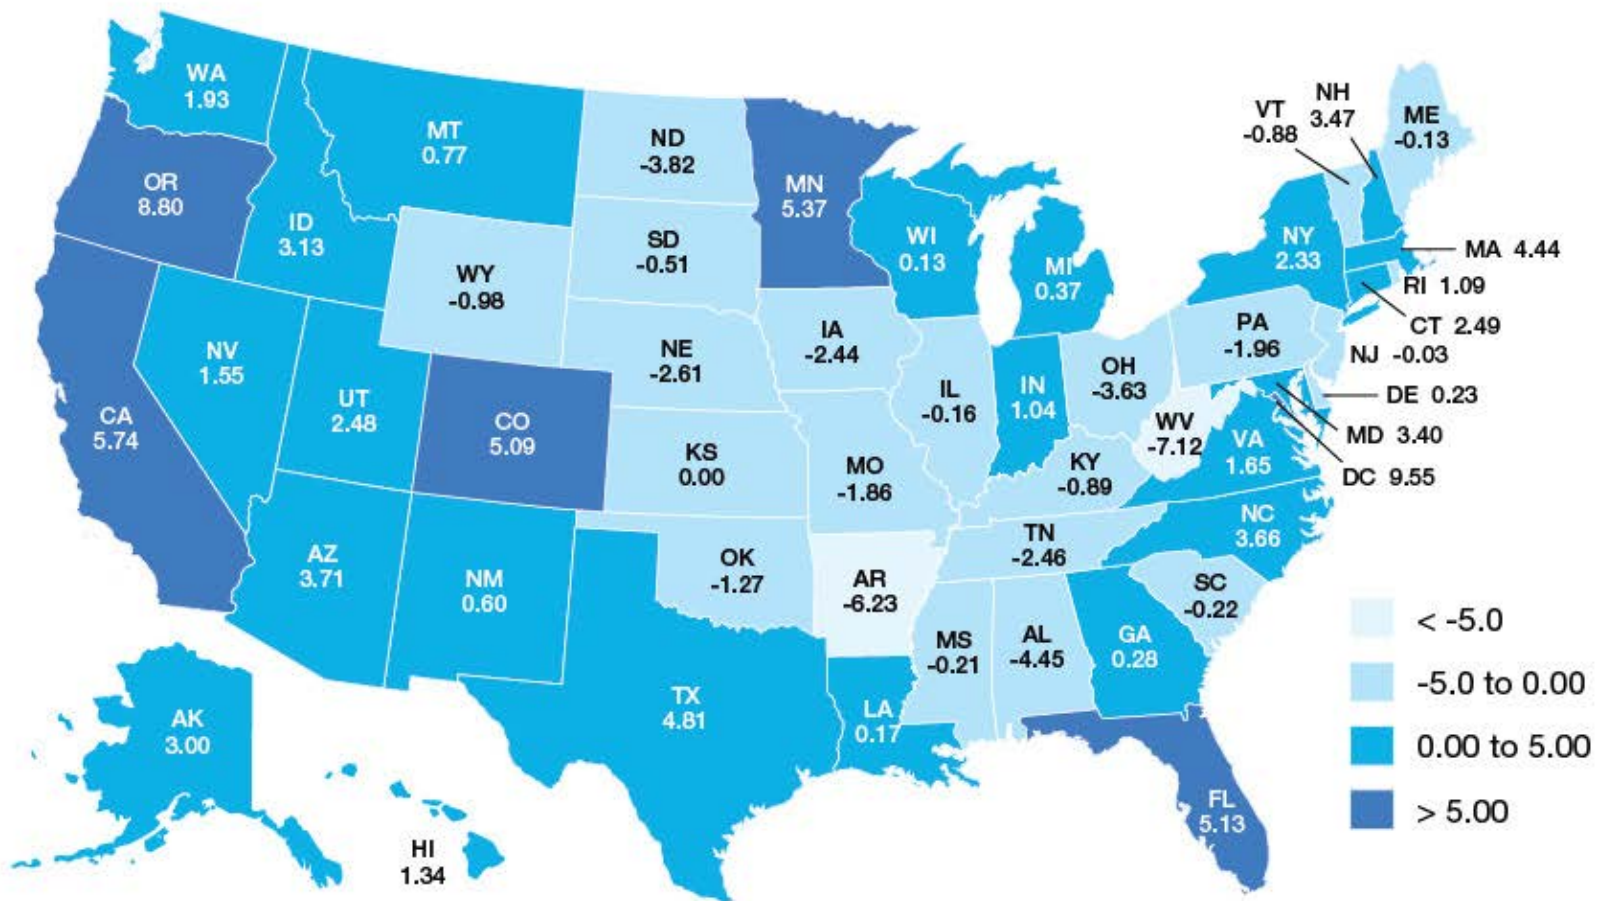 WA
1.93
OR
8.80
CA
5.74
NV
1.55
ID
3.13
MT
0.77
WY
-0.98
UT
2.48
CO
5.09
AZ
3.71
NM
0.60
ND
-3.82
SD
-0.51
NE
-2.61
KS
0.00
OK
-1.27
TX
4.81
MN
5.37
IA
-2.44
MO
-1.86
AR
-6.23
LA
0.17
WI
0.13
IL
-0.16
MI
0.37
IN
1.04
OH
-3.63
KY
-0.89
TN
-2.46
MS
-0.21
AL
-4.45
GA
0.28
FL
5.13
SC
-0.22
NC
3.66
VA
1.65
WV
-7.12
PA
-1.96
NY
2.33
VT
-0.88
NH
3.47
ME
-0.13
MA 4.44
RI 1.09
CT 2.49
NJ -0.03
DE 0.23
MD 3.40
DC 9.55
AK
3.00
HI
1.34
< -5.0
-5.0 to 0.00
0.00 to 5.00
> 5.00